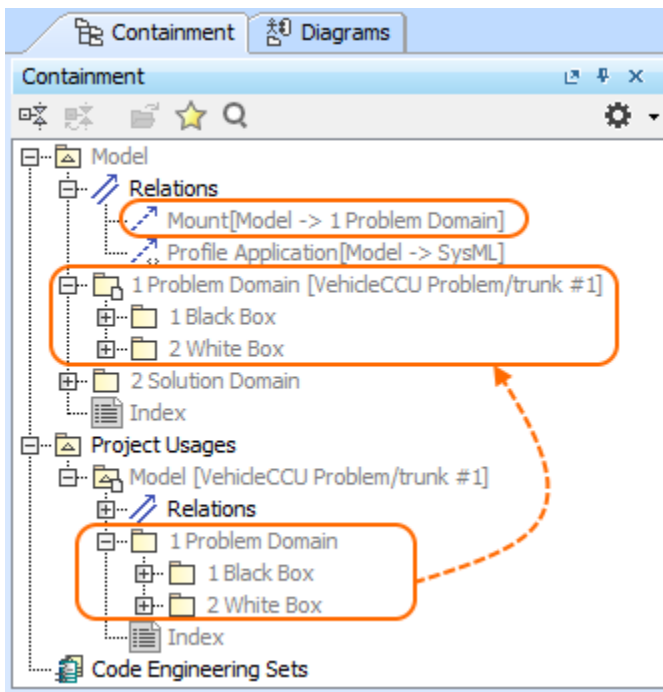 Containment Diagrams
Containment
Model
Relations
Mount[Model -> 1 Problem Domain]
Profile Application[Model -> SysML]
1 Problem Domain [VehicleCCU Problem/trunk #1]
1 Black Box
2 White Box
2 Solution Domain
Index
Project Usages
Model [VehicleCCU Problem/trunk #1]
Relations
1 Problem Domain
1 Black Box
2 White Box
Index
Code Engineering Sets